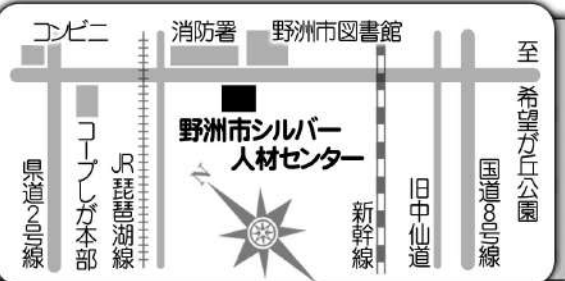 コンビニ
消防署
野洲市図書館
至 希望が丘公園
野洲市シルバー
人材センター
県道2号線
コープしが本部
JR琵琶湖線
N
新幹線
旧中仙道
国道8号線